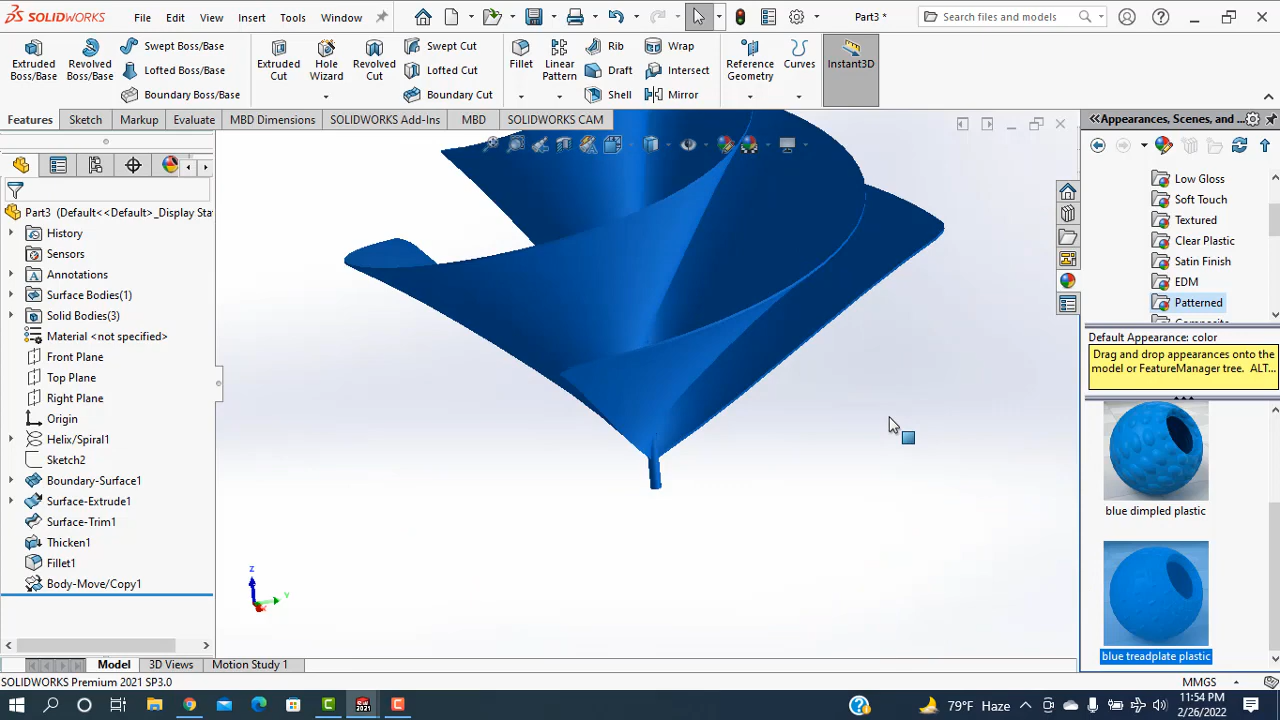 SOLIDWORKS File Edit View Insert Tools Window Part3 * Search files and models
Extruded Boss/Base
Revolved Boss/Base
Swept Boss/Base
Lofted Boss/Base
Boundary Boss/Base
Extruded Cut
Hole Wizard
Revolved Cut
Swept Cut
Lofted Cut
Boundary Cut
Fillet
Linear Pattern
Rib
Draft
Shell
Wrap
Intersect
Mirror
Reference Geometry
Curves
Instant3D
Features Sketch Markup Evaluate MBD Dimensions SOLIDWORKS Add-Ins MBD SOLIDWORKS CAM
Part3 (Default<<Default>_Display Sta
History
Sensors
Annotations
Surface Bodies(1)
Solid Bodies(3)
Material <not specified>
Front Plane
Top Plane
Right Plane
Origin
Helix/Spiral1
Sketch2
Boundary-Surface1
Surface-Extrude1
Surface-Trim1
Thicken1
Fillet1
Body-Move/Copy1
Z
Y
Appearances, Scenes, and ...
Low Gloss
Soft Touch
Textured
Clear Plastic
Satin Finish
EDM
Patterned
Default Appearance: color
Drag and drop appearances onto the
model or FeatureManager tree. ALT...
blue dimpled plastic
blue treadplate plastic
Model 3D Views Motion Study 1
SOLIDWORKS Premium 2021 SP3.0
MMGS
79°F Haze
11:54 PM
2/26/2022